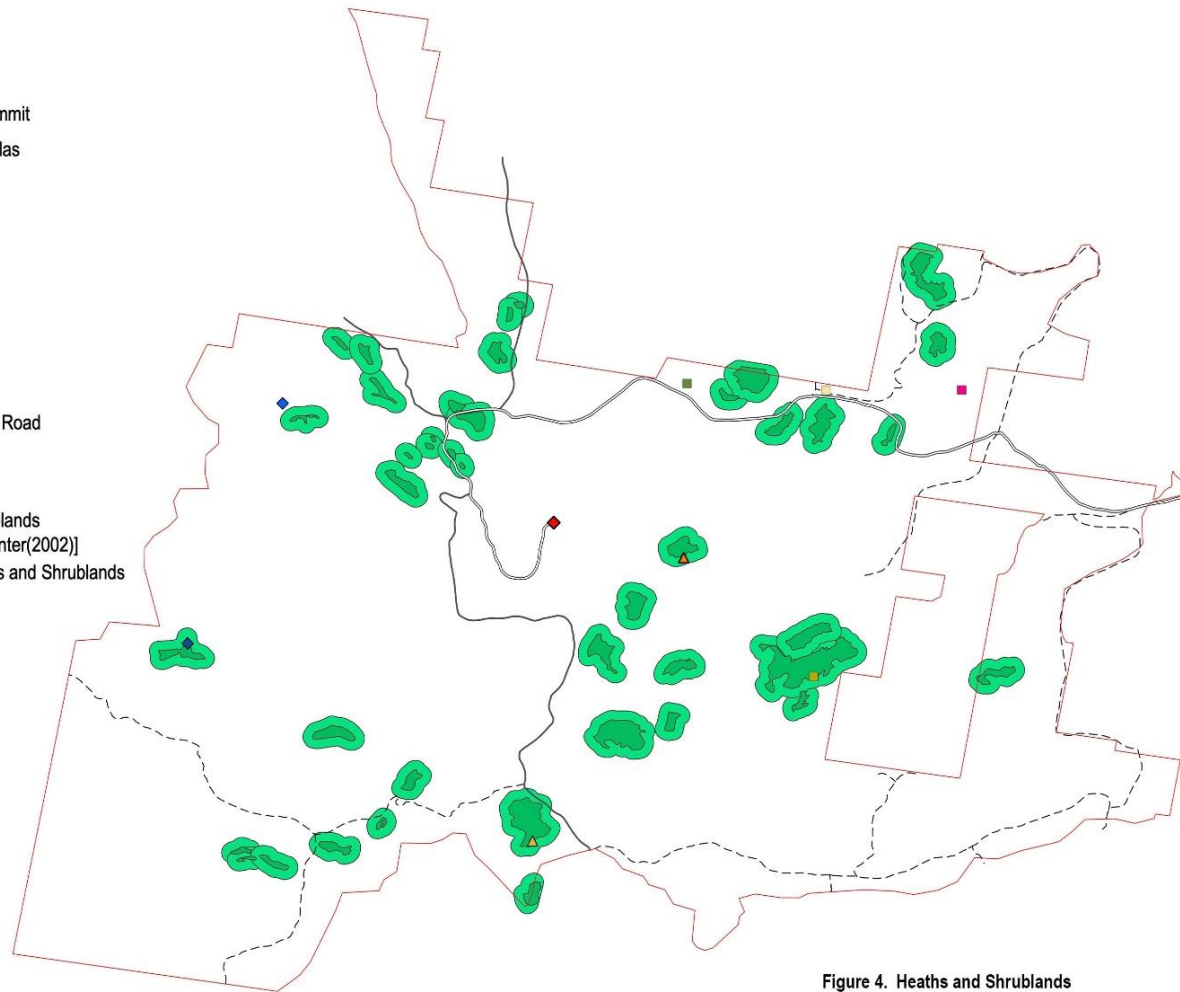 mmit
las
Road
lands
nter(2002)]
s and Shrublands
Figure 4. Heaths and Shrublands